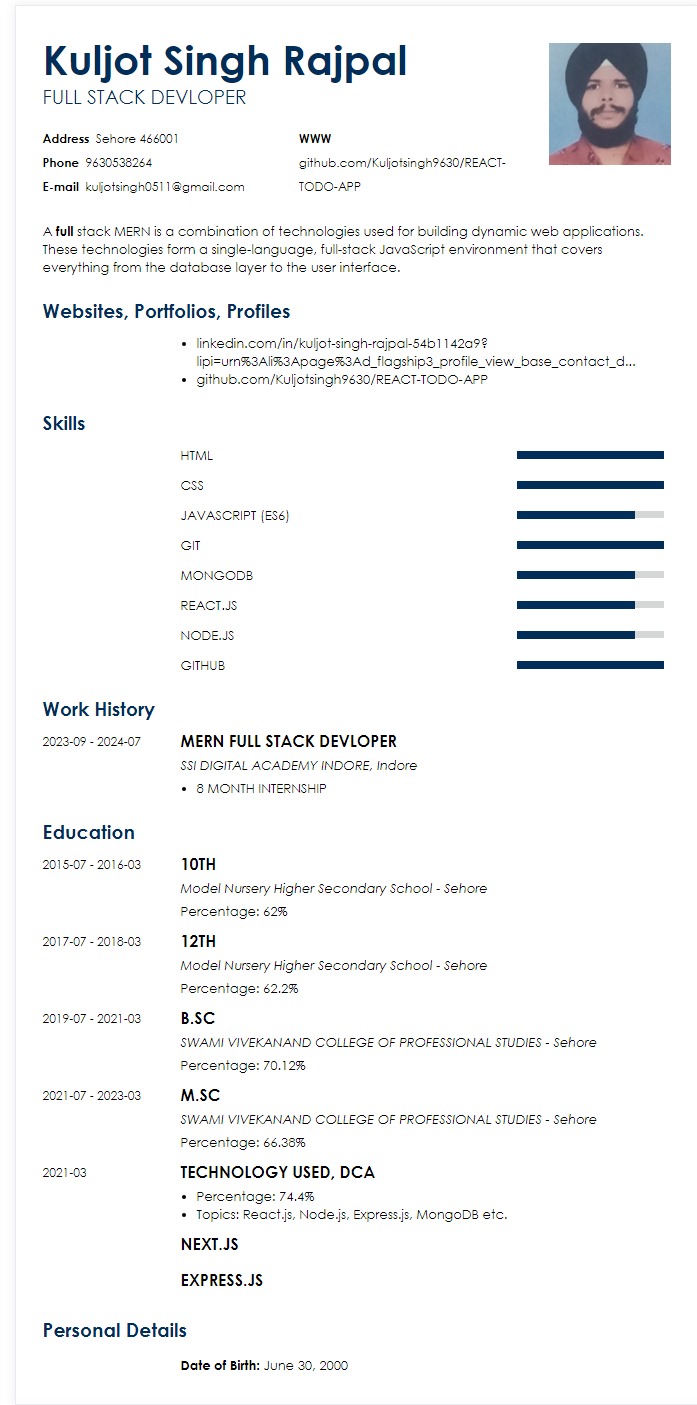 Kuljot Singh Rajpal
FULL STACK DEVLOPER
Address Sehore 466001
Phone 9630538264
E-mail kuljotsingh0511@gmail.com
WWW
github.com/Kuljotsingh9630/REACT-
TODO-APP
A full stack MERN is a combination of technologies used for building dynamic web applications.
These technologies form a single-language, full-stack JavaScript environment that covers
everything from the database layer to the user interface.
Websites, Portfolios, Profiles
• linkedin.com/in/kuljot-singh-rajpal-54b1142a9?
lipi=urn%3Ali%3Apage%3Ad_flagship3_profile_view_base_contact_d...
• github.com/Kuljotsingh9630/REACT-TODO-APP
Skills
HTML
CSS
JAVASCRIPT (ES6)
GIT
MONGODB
REACT.JS
NODE.JS
GITHUB
Work History
2023-09 - 2024-07 MERN FULL STACK DEVLOPER
SSI DIGITAL ACADEMY INDORE, Indore
• 8 MONTH INTERNSHIP
Education
2015-07 - 2016-03 10TH
Model Nursery Higher Secondary School - Sehore
Percentage: 62%
2017-07 - 2018-03 12TH
Model Nursery Higher Secondary School - Sehore
Percentage: 62.2%
2019-07 - 2021-03 B.SC
SWAMI VIVEKANAND COLLEGE OF PROFESSIONAL STUDIES - Sehore
Percentage: 70.12%
2021-07 - 2023-03 M.SC
SWAMI VIVEKANAND COLLEGE OF PROFESSIONAL STUDIES - Sehore
Percentage: 66.38%
2021-03 TECHNOLOGY USED, DCA
• Percentage: 74.4%
• Topics: React.js, Node.js, Express.js, MongoDB etc.
NEXT.JS
EXPRESS.JS
Personal Details
Date of Birth: June 30, 2000